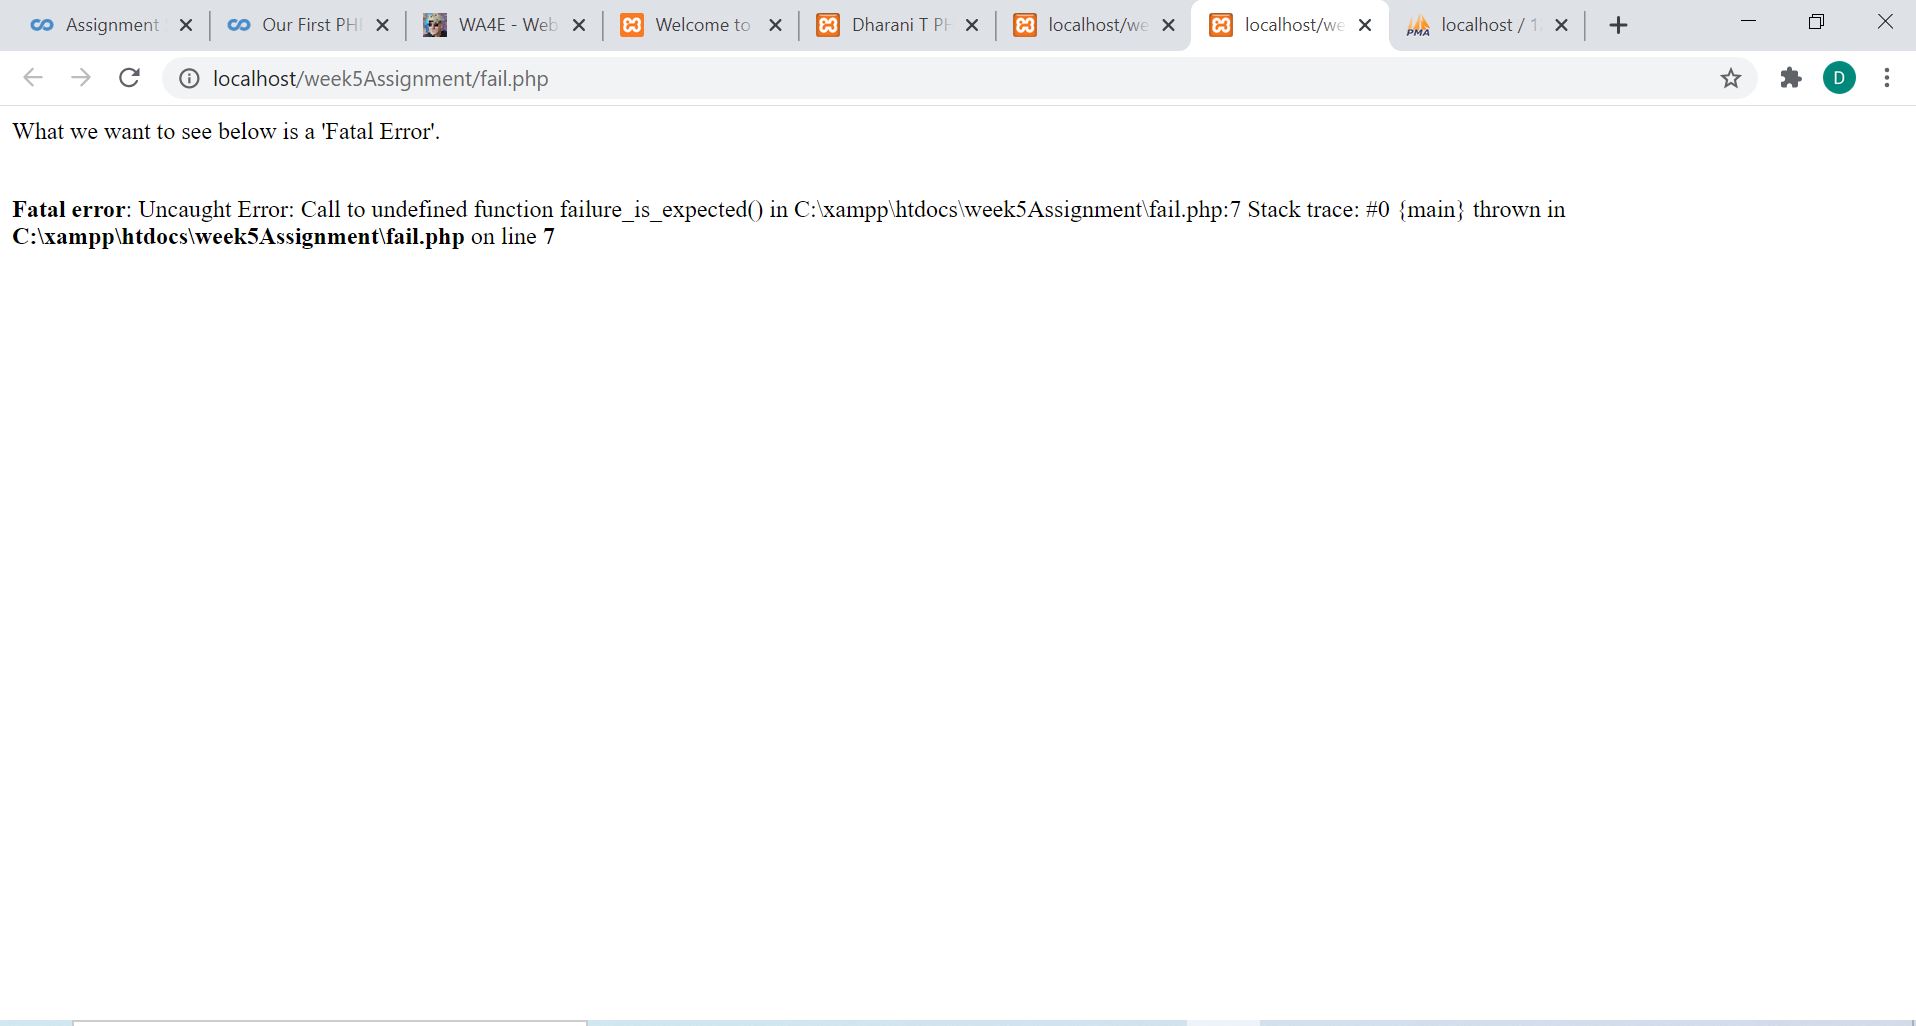 Assignment
Our First PH
WA4E - Web
Welcome to
Dharani T PH
localhost/we
localhost/we
PMA localhost / 1
localhost/week5Assignment/fail.php
D
What we want to see below is a 'Fatal Error'.
Fatal error: Uncaught Error: Call to undefined function failure_is_expected() in C:\xampp\htdocs\week5Assignment\fail.php:7 Stack trace: #0 {main} thrown in
C:\xampp\htdocs\week5Assignment\fail.php on line 7